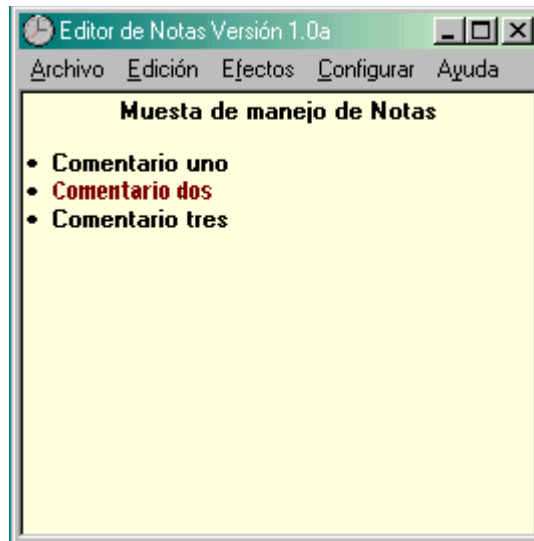 Editor de Notas Versión 1.0a
Archivo Edición Efectos Configurar Ayuda
Muesta de manejo de Notas
• Comentario uno
• Comentario dos
• Comentario tres